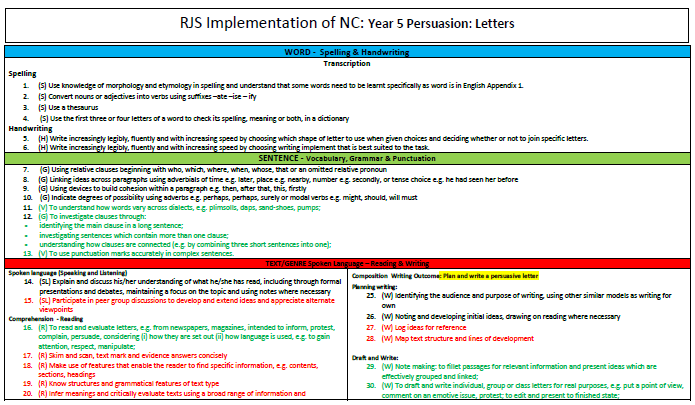 RJS Implementation of NC: Year 5 Persuasion: Letters
WORD - Spelling & Handwriting
Transcription
Spelling
1. (S) Use knowledge of morphology and etymology in spelling and understand that some words need to be learnt specifically as word is in English Appendix 1.
2. (S) Convert nouns or adjectives into verbs using suffixes –ate –ise – ify
3. (S) Use a thesaurus
4. (S) Use the first three or four letters of a word to check its spelling, meaning or both, in a dictionary
Handwriting
5. (H) Write increasingly legibly, fluently and with increasing speed by choosing which shape of letter to use when given choices and deciding whether or not to join specific letters.
6. (H) Write increasingly legibly, fluently and with increasing speed by choosing writing implement that is best suited to the task.
SENTENCE - Vocabulary, Grammar & Punctuation
7. (G) Using relative clauses beginning with who, which, where, when, whose, that or an omitted relative pronoun
8. (G) Linking ideas across paragraphs using adverbials of time e.g. later, place e.g. nearby, number e.g. secondly, or tense choice e.g. he had seen her before
9. (G) Using devices to build cohesion within a paragraph e.g. then, after that, this, firstly
10. (G) Indicate degrees of possibility using adverbs e.g. perhaps, perhaps, surely or modal verbs e.g. might, should, will must
11. (V) To understand how words vary across dialects, e.g. plimsolls, daps, sand-shoes, pumps;
12. (G) To investigate clauses through:
• identifying the main clause in a long sentence;
• investigating sentences which contain more than one clause;
• understanding how clauses are connected (e.g. by combining three short sentences into one);
13. (V) To use punctuation marks accurately in complex sentences.
TEXT/GENRE Spoken Language – Reading & Writing
Spoken language (Speaking and Listening)
14. (SL) Explain and discuss his/her understanding of what he/she has read, including through formal
presentations and debates, maintaining a focus on the topic and using notes where necessary
15. (SL) Participate in peer group discussions to develop and extend ideas and appreciate alternate
viewpoints
Comprehension - Reading
16. (R) To read and evaluate letters, e.g. from newspapers, magazines, intended to inform, protest,
complain, persuade, considering (i) how they are set out (ii) how language is used, e.g. to gain
attention, respect, manipulate;
17. (R) Skim and scan, text mark and evidence answers concisely
18. (R) Make use of features that enable the reader to find specific information, e.g. contents,
sections, headings
19. (R) Know structures and grammatical features of text type
20. (R) Infer meanings and critically evaluate texts using a broad range of information and
Composition Writing Outcome: Plan and write a persuasive letter
Planning writing:
25. (W) Identifying the audience and purpose of writing, using other similar models as writing for
own
26. (W) Noting and developing initial ideas, drawing on reading where necessary
27. (W) Log ideas for reference
28. (W) Map text structure and lines of development
Draft and Write:
29. (W) Note making: to fillet passages for relevant information and present ideas which are
effectively grouped and linked;
30. (W) To draft and write individual, group or class letters for real purposes, e.g. put a point of view,
comment on an emotive issue, protest; to edit and present to finished state;